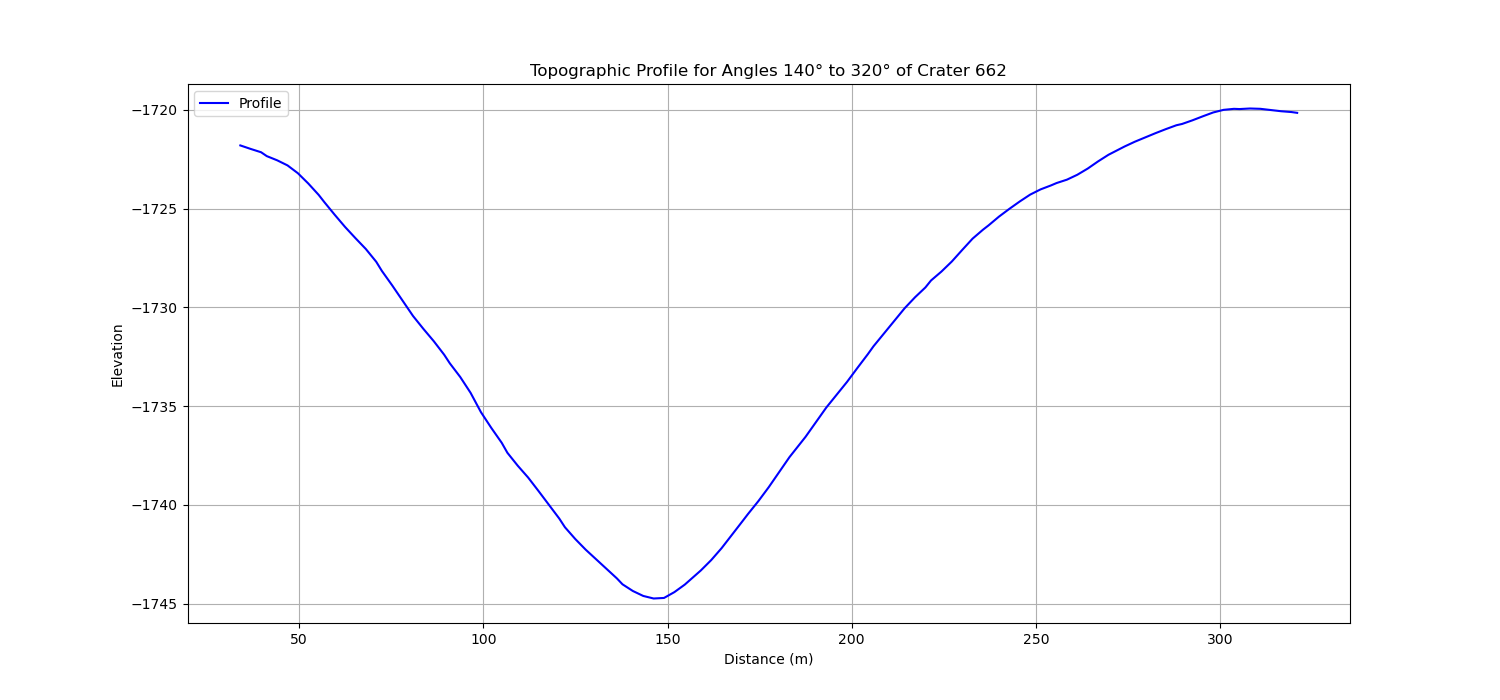 Topographic Profile for Angles 140° to 320° of Crater 662
Profile
−1720
−1725
−1730
−1735
−1740
−1745
Elevation
50 100 150 200 250 300
Distance (m)